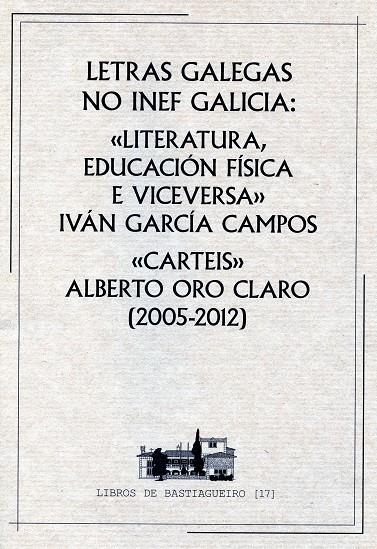 LETRAS GALEGAS
NO INEF GALICIA:
«LITERATURA,
EDUCACIÓN FÍSICA
E VICEVERSA»
IVÁN GARCÍA CAMPOS
«CARTEIS»
ALBERTO ORO CLARO
(2005-2012)
LIBROS DE BASTIAGUEIRO [17]